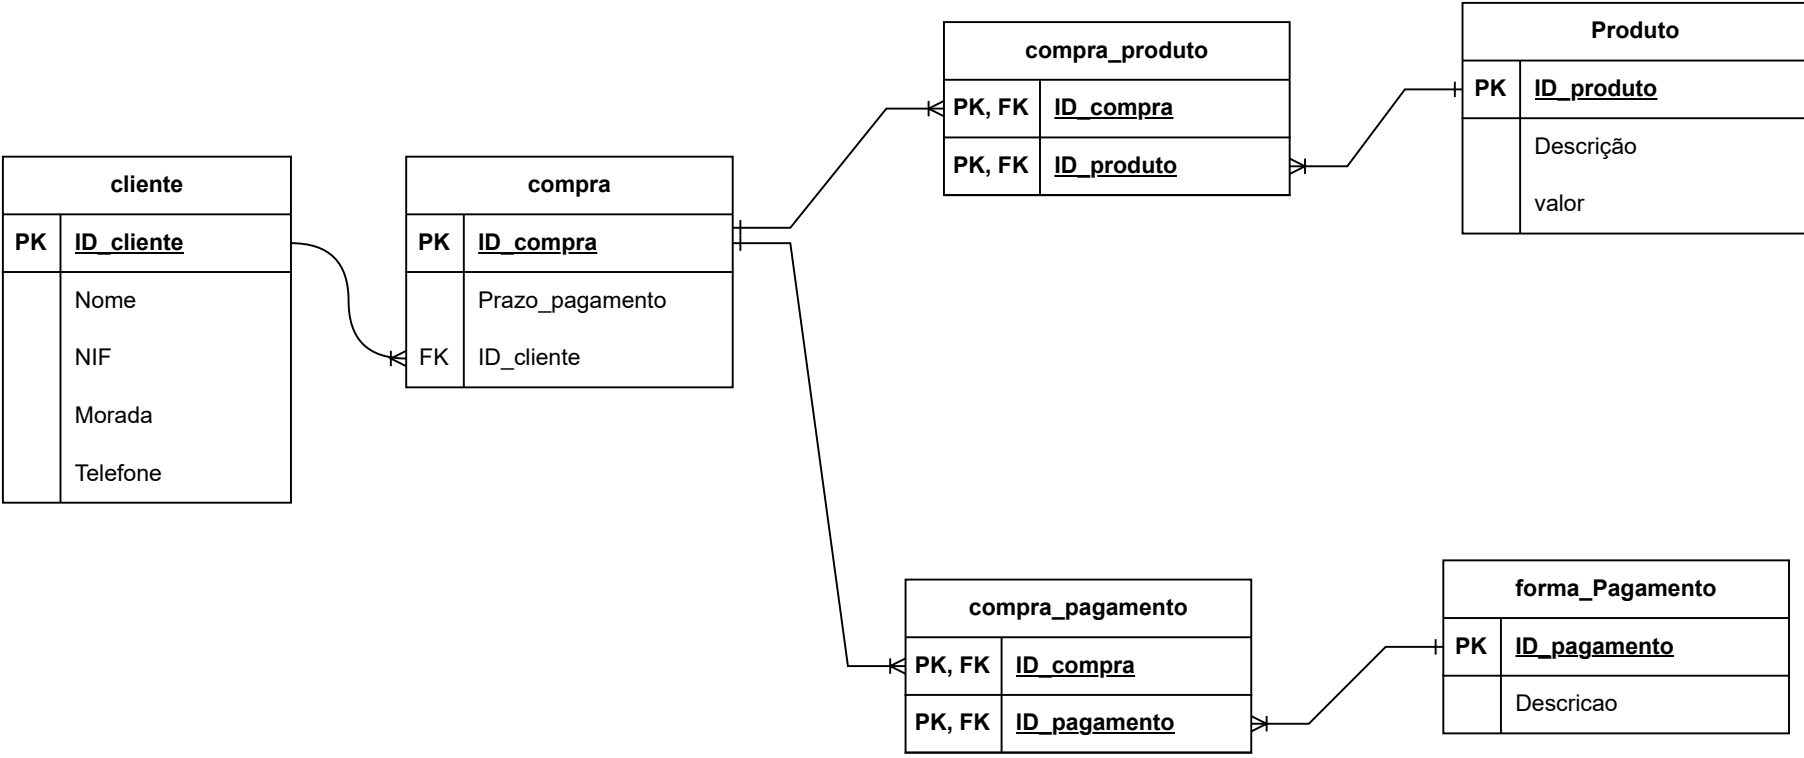 cliente
PK ID_cliente
Nome
NIF
Morada
Telefone
compra
PK ID_compra
Prazo_pagamento
FK ID_cliente
compra_produto
PK, FK ID_compra
PK, FK ID_produto
Produto
PK ID_produto
Descrição
valor
compra_pagamento
PK, FK ID_compra
PK, FK ID_pagamento
forma_Pagamento
PK ID_pagamento
Descricao